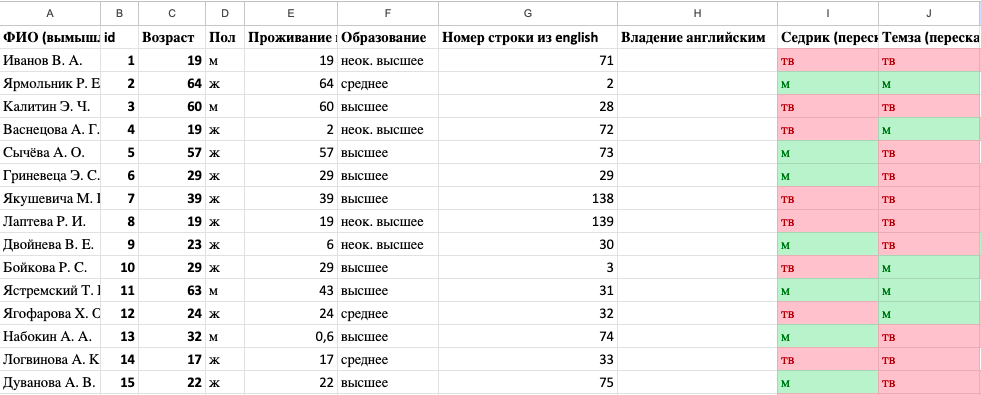 A B C D E F G H I J
ФИО (вымышл id Возраст Пол Проживание Образование Номер строки из english Владение английским Седрик (переск Темза (переска
Иванов В. А. 1 19 м 19 неок. высшее 71 тв тв
Ярмольник Р. Е 2 64 ж 64 среднее 2 м м
Калитин Э. Ч. 3 60 м 60 высшее 28 тв тв
Васнецова А. Г. 4 19 ж 2 неок. высшее 72 тв м
Сычёва А. О. 5 57 ж 57 высшее 73 м тв
Гриневеца Э. С. 6 29 ж 29 высшее 29 м тв
Якушевича М. 7 39 ж 39 высшее 138 тв тв
Лаптева Р. И. 8 19 ж 19 неок. высшее 139 тв тв
Двойнева В. Е. 9 23 ж 6 неок. высшее 30 м тв
Бойкова Р. С. 10 29 ж 29 высшее 3 тв м
Ястремский Т. 11 63 м 43 высшее 31 м м
Ягофарова Х. О 12 24 ж 24 среднее 32 тв м
Набокин А. А. 13 32 м 0,6 высшее 74 м тв
Логвинова А. К 14 17 ж 17 среднее 33 тв тв
Дуванова А. В. 15 22 ж 22 высшее 75 м тв